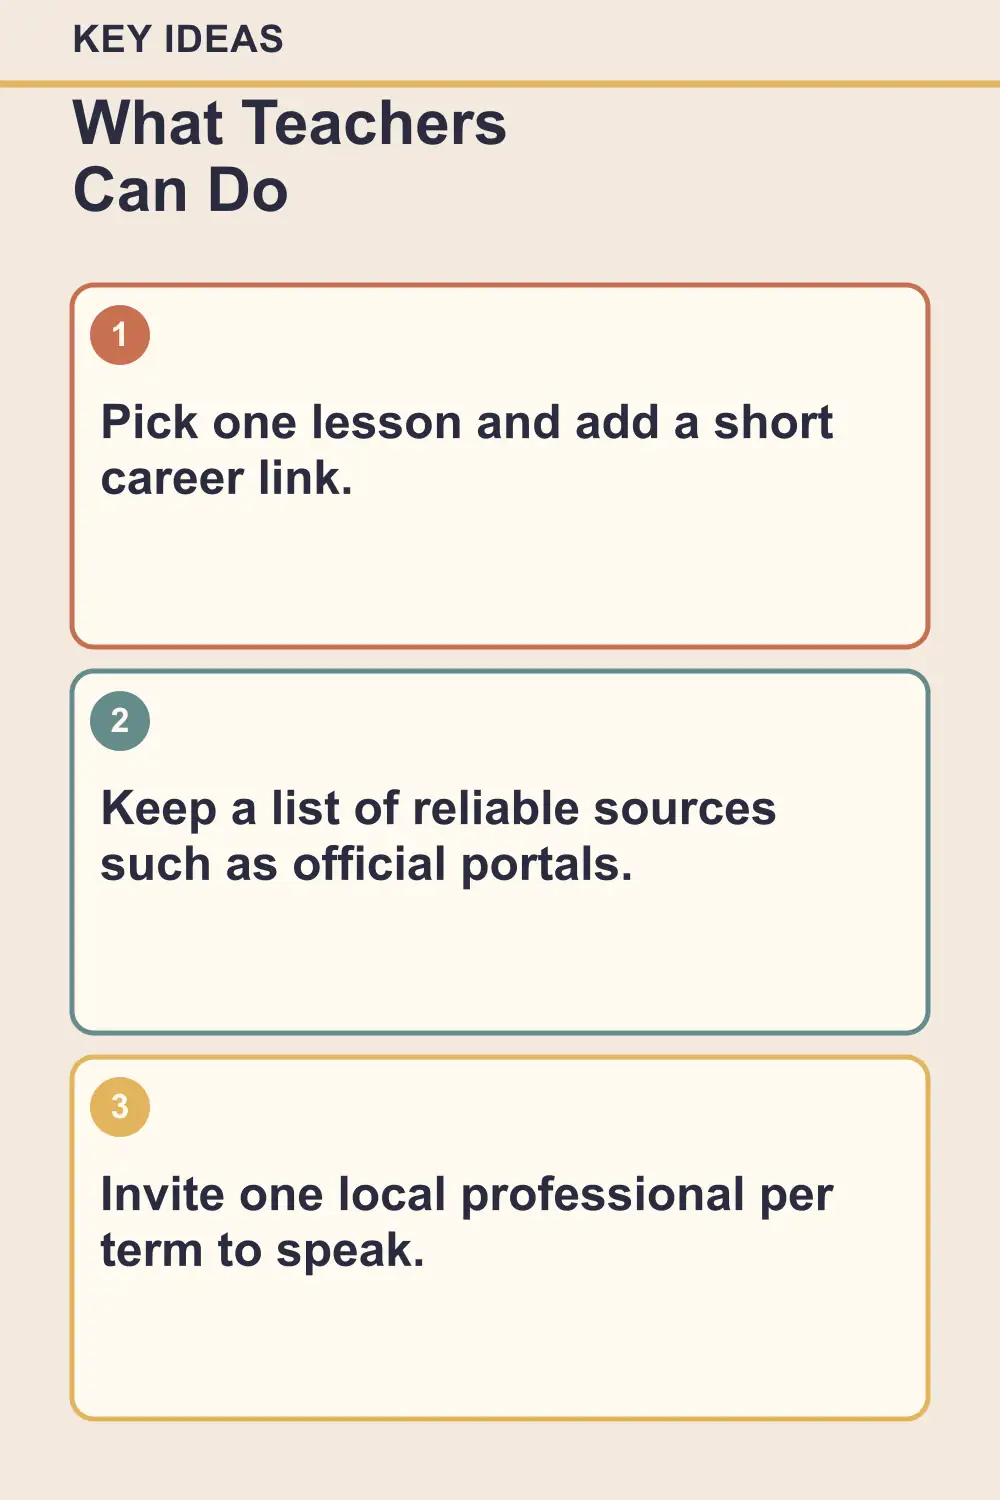 KEY IDEAS
What Teachers
Can Do
1
Pick one lesson and add a short
career link.
2
Keep a list of reliable sources
such as official portals.
3
Invite one local professional per
term to speak.